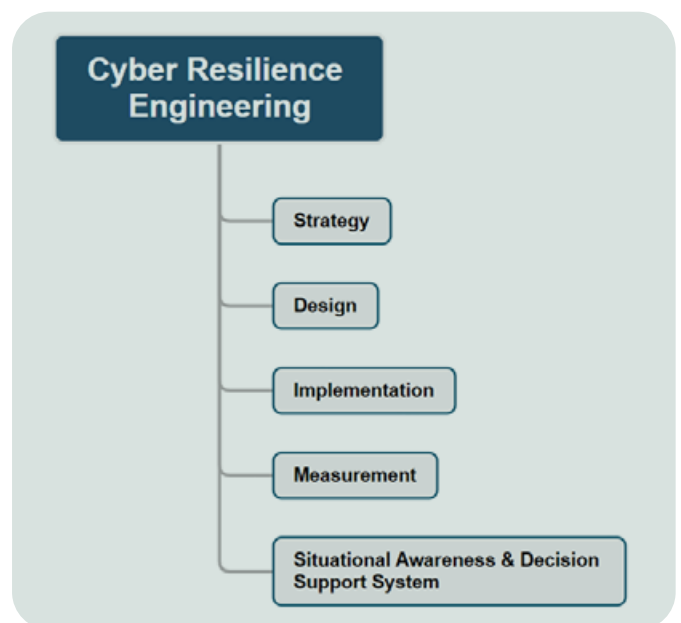 Cyber Resilience
Engineering
Strategy
Design
Implementation
Measurement
Situational Awareness & Decision
Support System